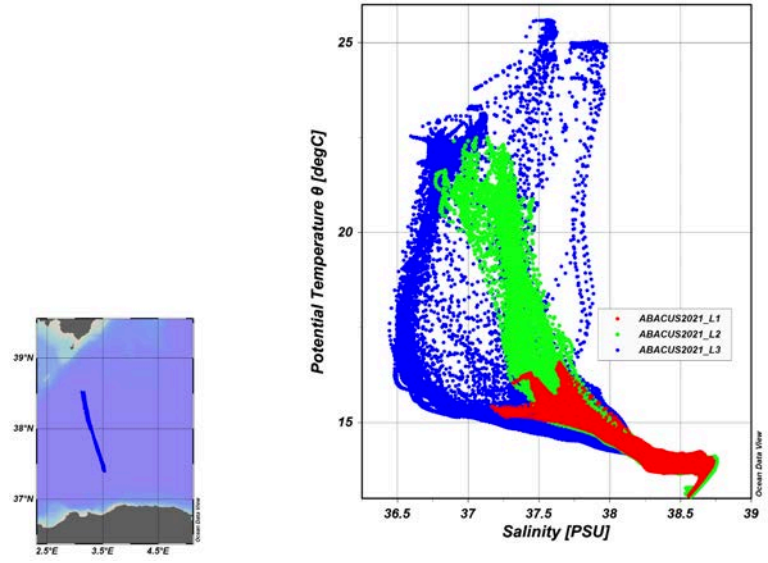 39°N
38°N
37°N
2.5°E 3.5°E 4.5°E
Ocean Data View
Potential Temperature θ [degC]
25
20
15
ABACUS2021_L1
ABACUS2021_L2
ABACUS2021_L3
36.5 37 37.5 38 38.5 39
Salinity [PSU]
Ocean Data View